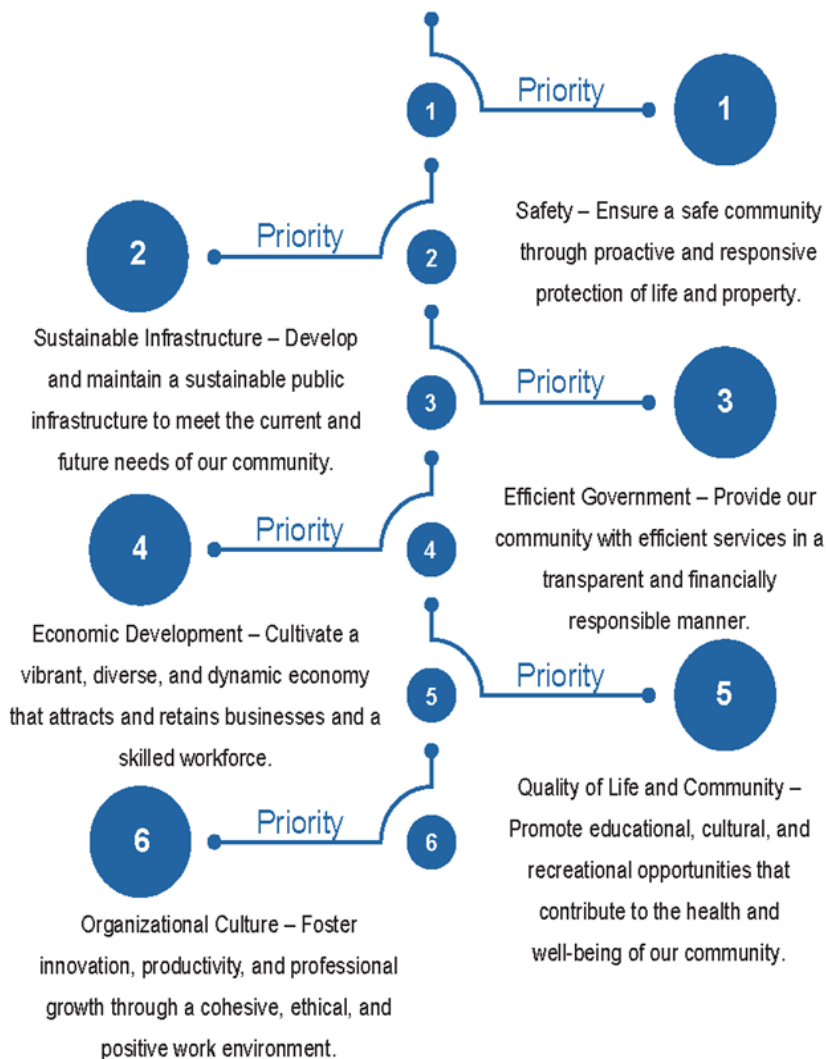 1
Priority
1
Safety – Ensure a safe community
through proactive and responsive
protection of life and property.
2
Priority
2
Sustainable Infrastructure – Develop
and maintain a sustainable public
infrastructure to meet the current and
future needs of our community.
3
Priority
3
Efficient Government – Provide our
community with efficient services in a
transparent and financially
responsible manner.
4
Priority
4
Economic Development – Cultivate a
vibrant, diverse, and dynamic economy
that attracts and retains businesses and a
skilled workforce.
5
Priority
5
Quality of Life and Community –
Promote educational, cultural, and
recreational opportunities that
contribute to the health and
well-being of our community.
6
Priority
6
Organizational Culture – Foster
innovation, productivity, and professional
growth through a cohesive, ethical, and
positive work environment.